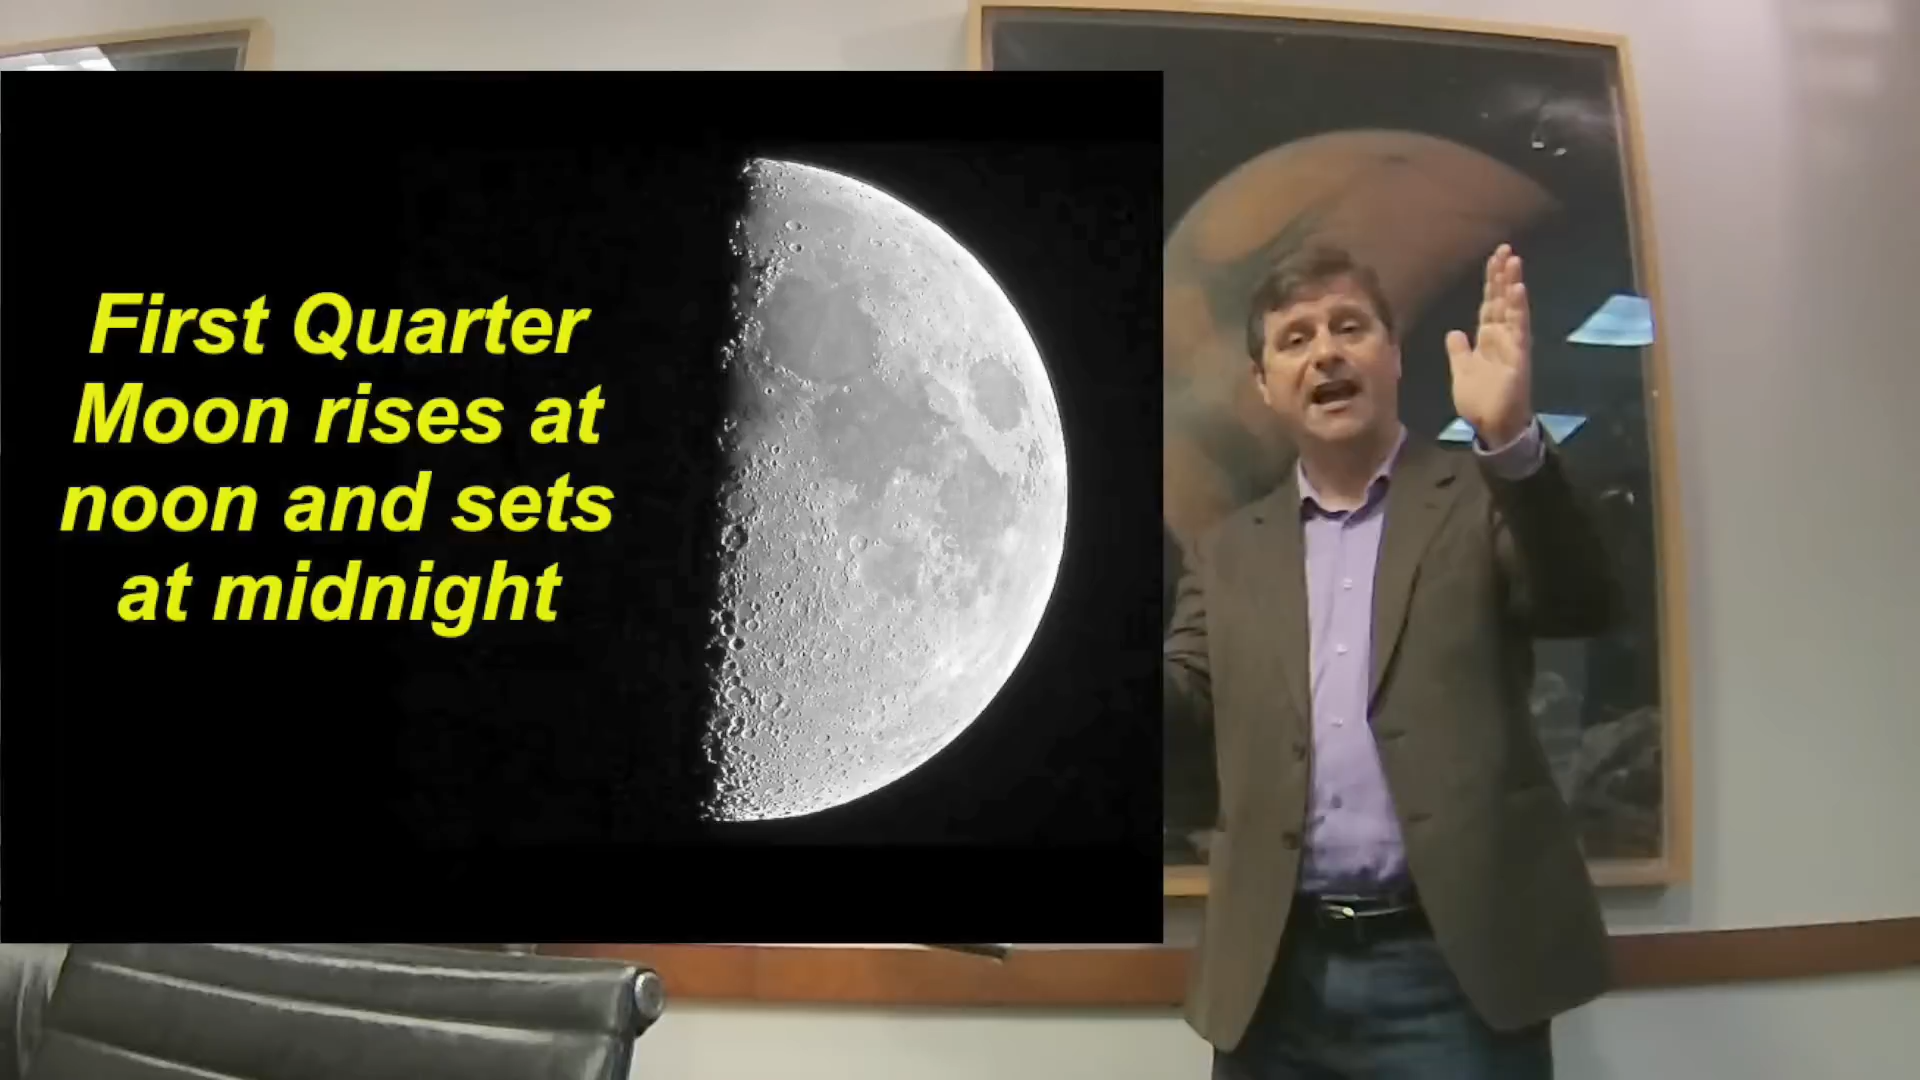 First Quarter
Moon rises at
noon and sets
at midnight